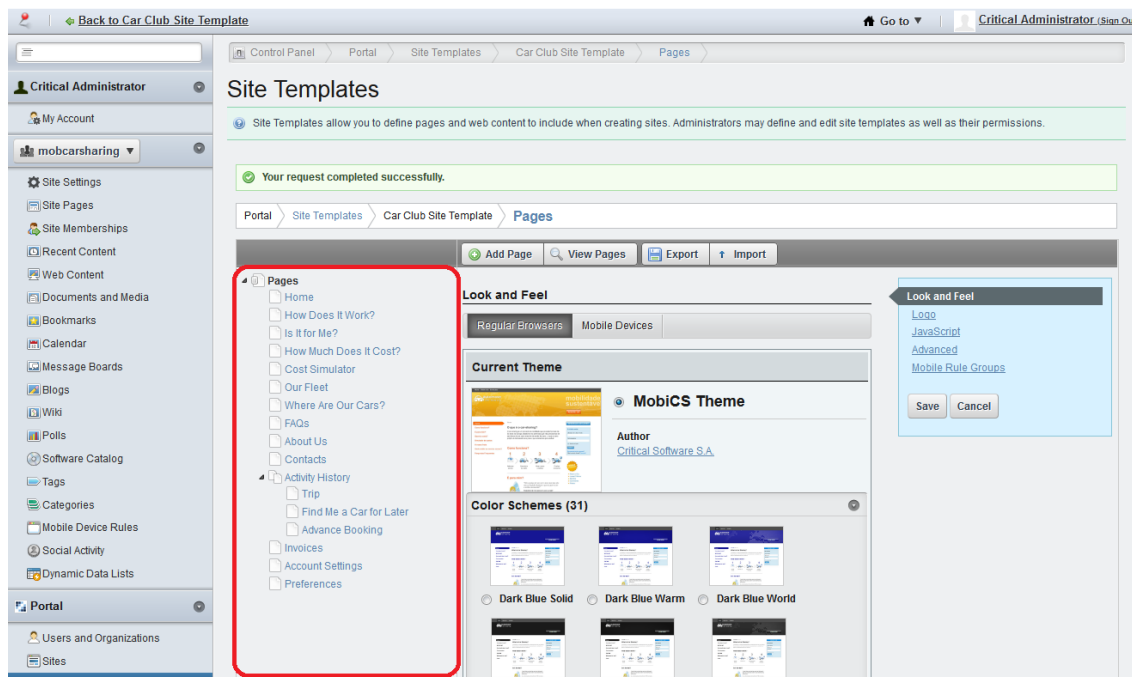 Back to Car Club Site Template
Go to ▼
Critical Administrator (Sign Ou
Critical Administrator
My Account
mobcarsharing ▼
Site Settings
Site Pages
Site Memberships
Recent Content
Web Content
Documents and Media
Bookmarks
Calendar
Message Boards
Blogs
Wiki
Polls
Software Catalog
Tags
Categories
Mobile Device Rules
Social Activity
Dynamic Data Lists
Portal
Users and Organizations
Sites
Control Panel Portal Site Templates Car Club Site Template Pages
Site Templates
Site Templates allow you to define pages and web content to include when creating sites. Administrators may define and edit site templates as well as their permissions.
Your request completed successfully.
Portal Site Templates Car Club Site Template Pages
Add Page View Pages Export Import
Pages
Home
How Does It Work?
Is It for Me?
How Much Does It Cost?
Cost Simulator
Our Fleet
Where Are Our Cars?
FAQs
About Us
Contacts
Activity History
Trip
Find Me a Car for Later
Advance Booking
Invoices
Account Settings
Preferences
Look and Feel
Regular Browsers Mobile Devices
Current Theme
MobiCS Theme
Author
Critical Software S.A.
Color Schemes (31)
Dark Blue Solid Dark Blue Warm Dark Blue World
Look and Feel
Logo
JavaScript
Advanced
Mobile Rule Groups
Save Cancel